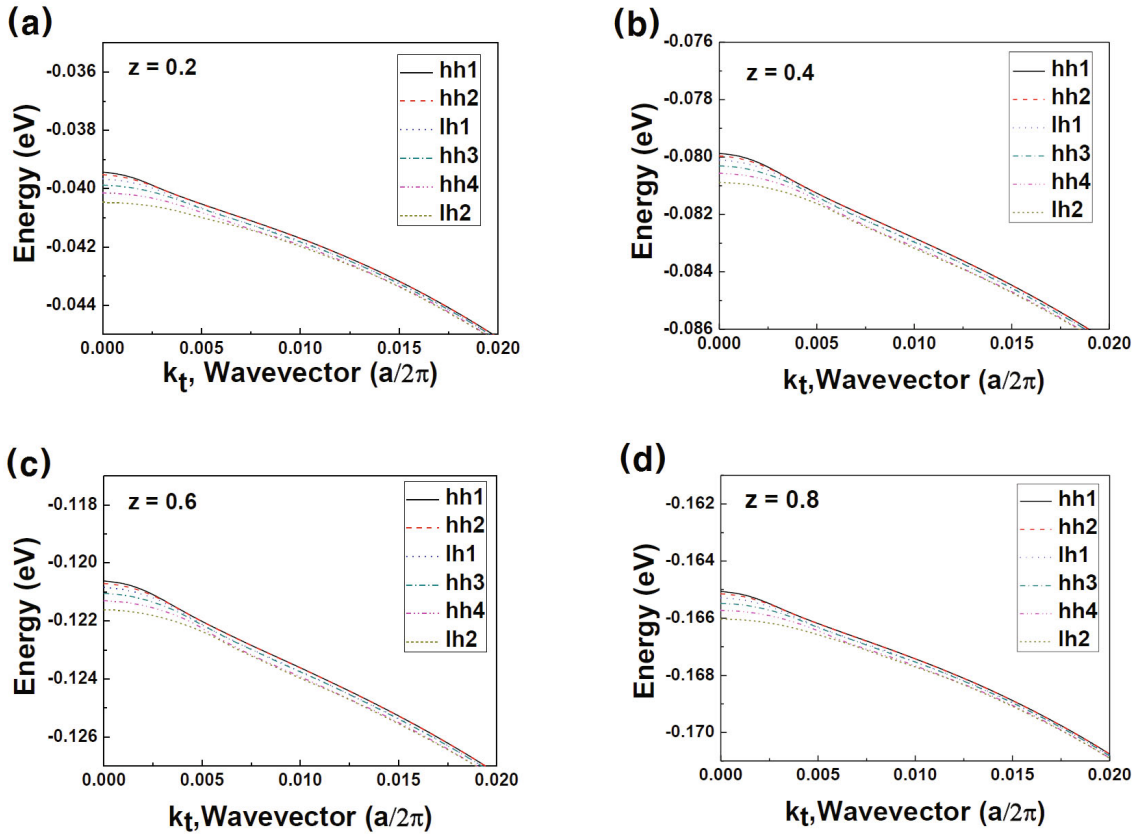 (a)
z = 0.2
hh1
hh2
lh1
hh3
hh4
lh2
-0.036
-0.038
-0.040
-0.042
-0.044
Energy (eV)
0.000 0.005 0.010 0.015 0.020
kt, Wavevector (a/2π)
(b)
z = 0.4
hh1
hh2
lh1
hh3
hh4
lh2
-0.076
-0.078
-0.080
-0.082
-0.084
-0.086
Energy (eV)
0.000 0.005 0.010 0.015 0.020
kt,Wavevector (a/2π)
(c)
z = 0.6
hh1
hh2
lh1
hh3
hh4
lh2
-0.118
-0.120
-0.122
-0.124
-0.126
Energy (eV)
0.000 0.005 0.010 0.015 0.020
kt,Wavevector (a/2π)
(d)
z = 0.8
hh1
hh2
lh1
hh3
hh4
lh2
-0.162
-0.164
-0.166
-0.168
-0.170
Energy (eV)
0.000 0.005 0.010 0.015 0.020
kt,Wavevector (a/2π)